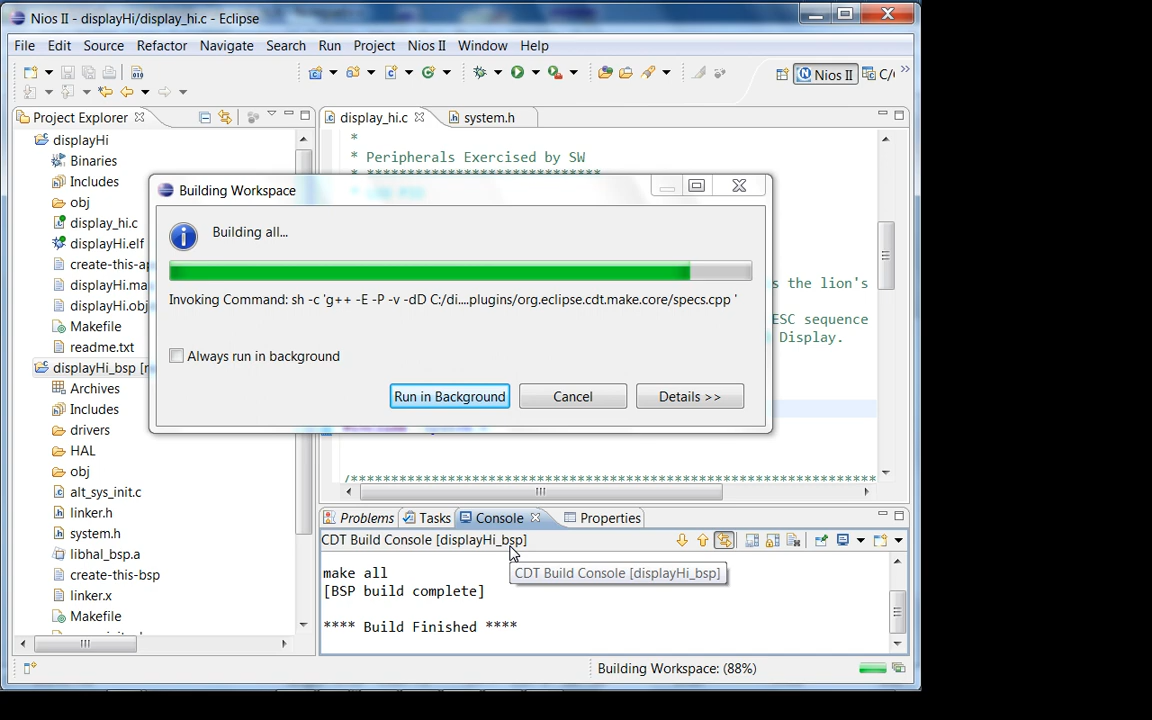 Nios II - displayHi/display_hi.c - Eclipse
File Edit Source Refactor Navigate Search Run Project Nios II Window Help
Nios II C/
Project Explorer
displayHi
Binaries
Includes
obj
display_hi.c
displayHi.elf
create-this-ap
displayHi.ma
displayHi.obj
Makefile
readme.txt
displayHi_bsp [n
Archives
Includes
drivers
HAL
obj
alt_sys_init.c
linker.h
system.h
libhal_bsp.a
create-this-bsp
linker.x
Makefile
display_hi.c system.h
*
* Peripherals Exercised by SW
* *****************************
s the lion's
ESC sequence
Display.
Building Workspace
Building all...
Invoking Command: sh -c 'g++ -E -P -v -dD C:/di....plugins/org.eclipse.cdt.make.core/specs.cpp '
Always run in background
Run in Background Cancel Details >>
Problems Tasks Console Properties
CDT Build Console [displayHi_bsp]
CDT Build Console [displayHi_bsp]
make all
[BSP build complete]
**** Build Finished ****
Building Workspace: (88%)